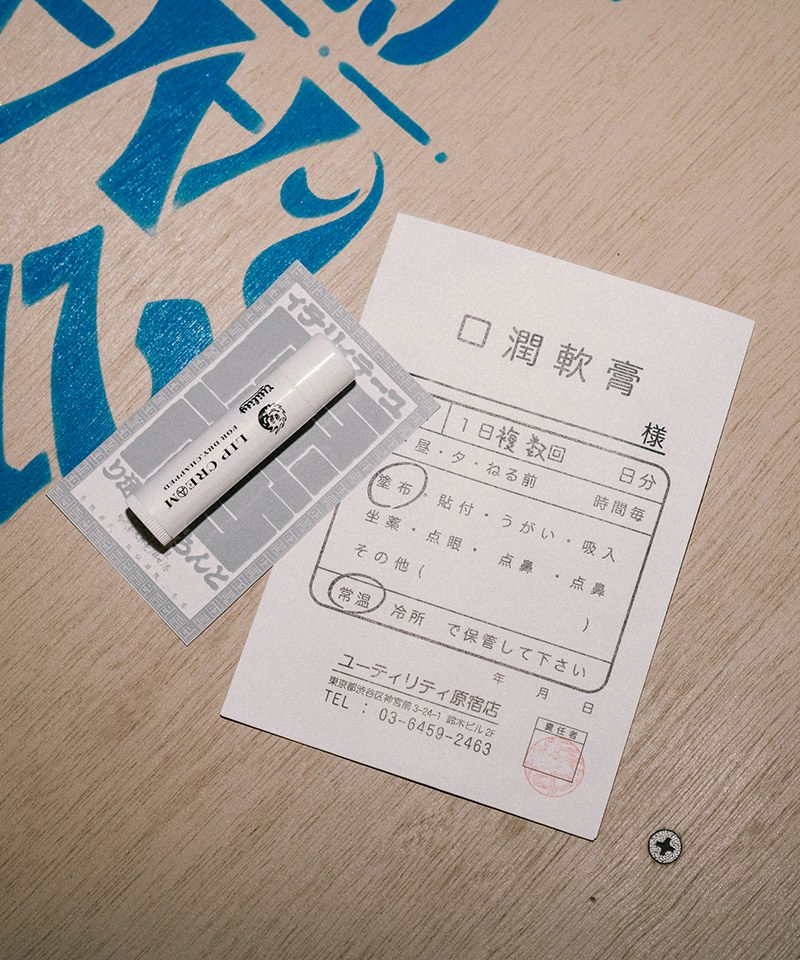 口潤軟膏
様
1日複数回 日分
昼・夕・ねる前 時間毎
塗布・貼付・うがい・吸入
坐薬・点眼・点鼻・点鼻
その他( )
常温 冷所 で保管して下さい
年 月 日
ユーティリティ原宿店
東京都渋谷区神宮前3-24-1 鈴木ビル2F
TEL : 03-6459-2463
責任者
LIP CREAM
FOR DRY, CHAPPED